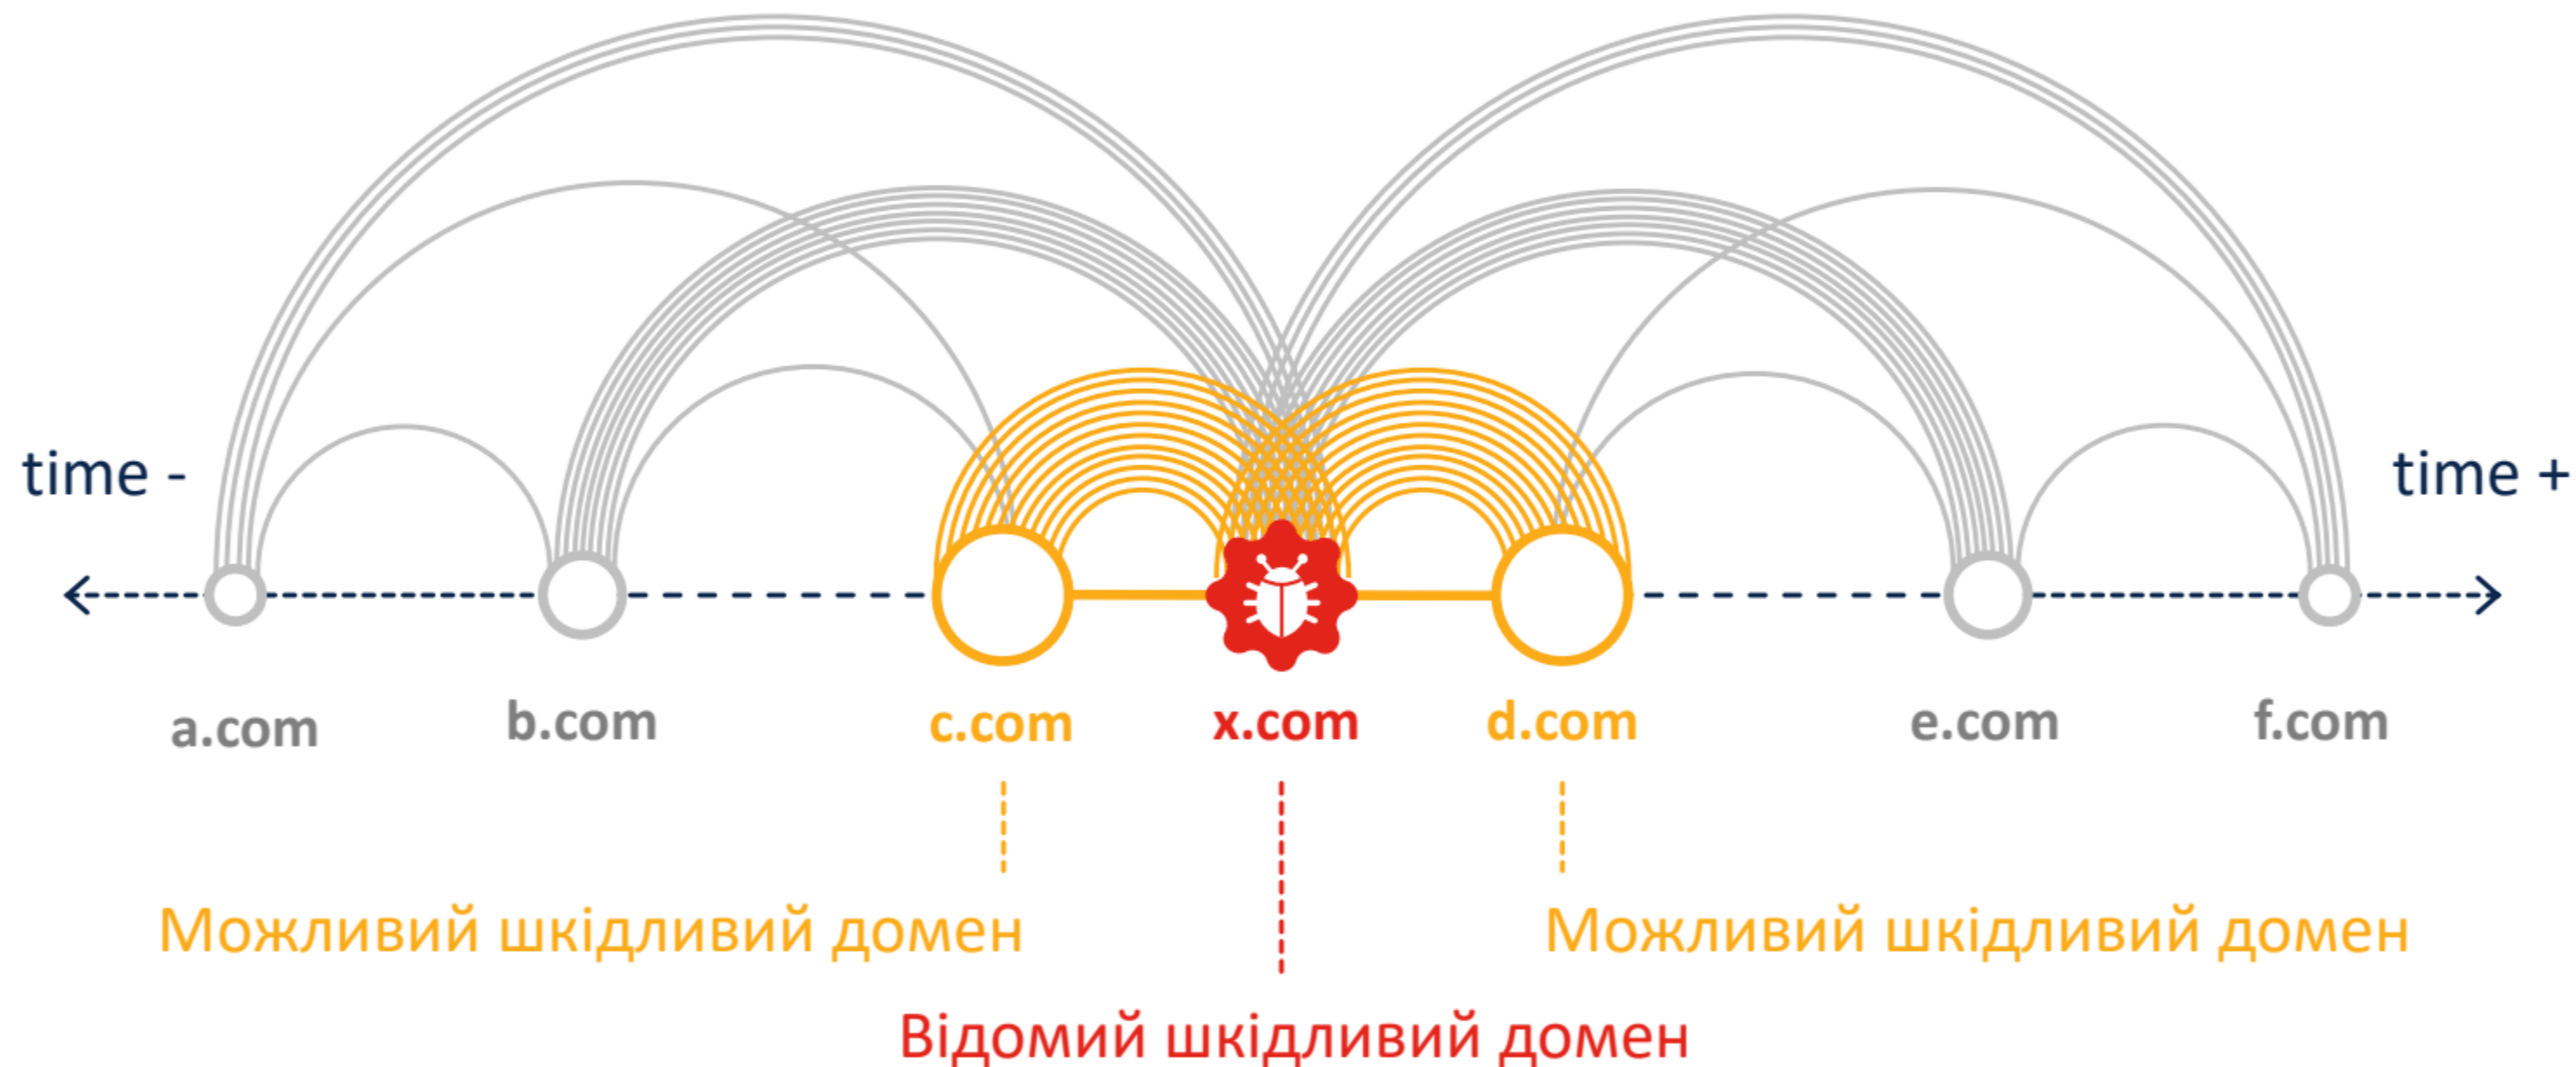 time -
time +
a.com
b.com
c.com
x.com
d.com
e.com
f.com
Можливий шкідливий домен
Можливий шкідливий домен
Відомий шкідливий домен